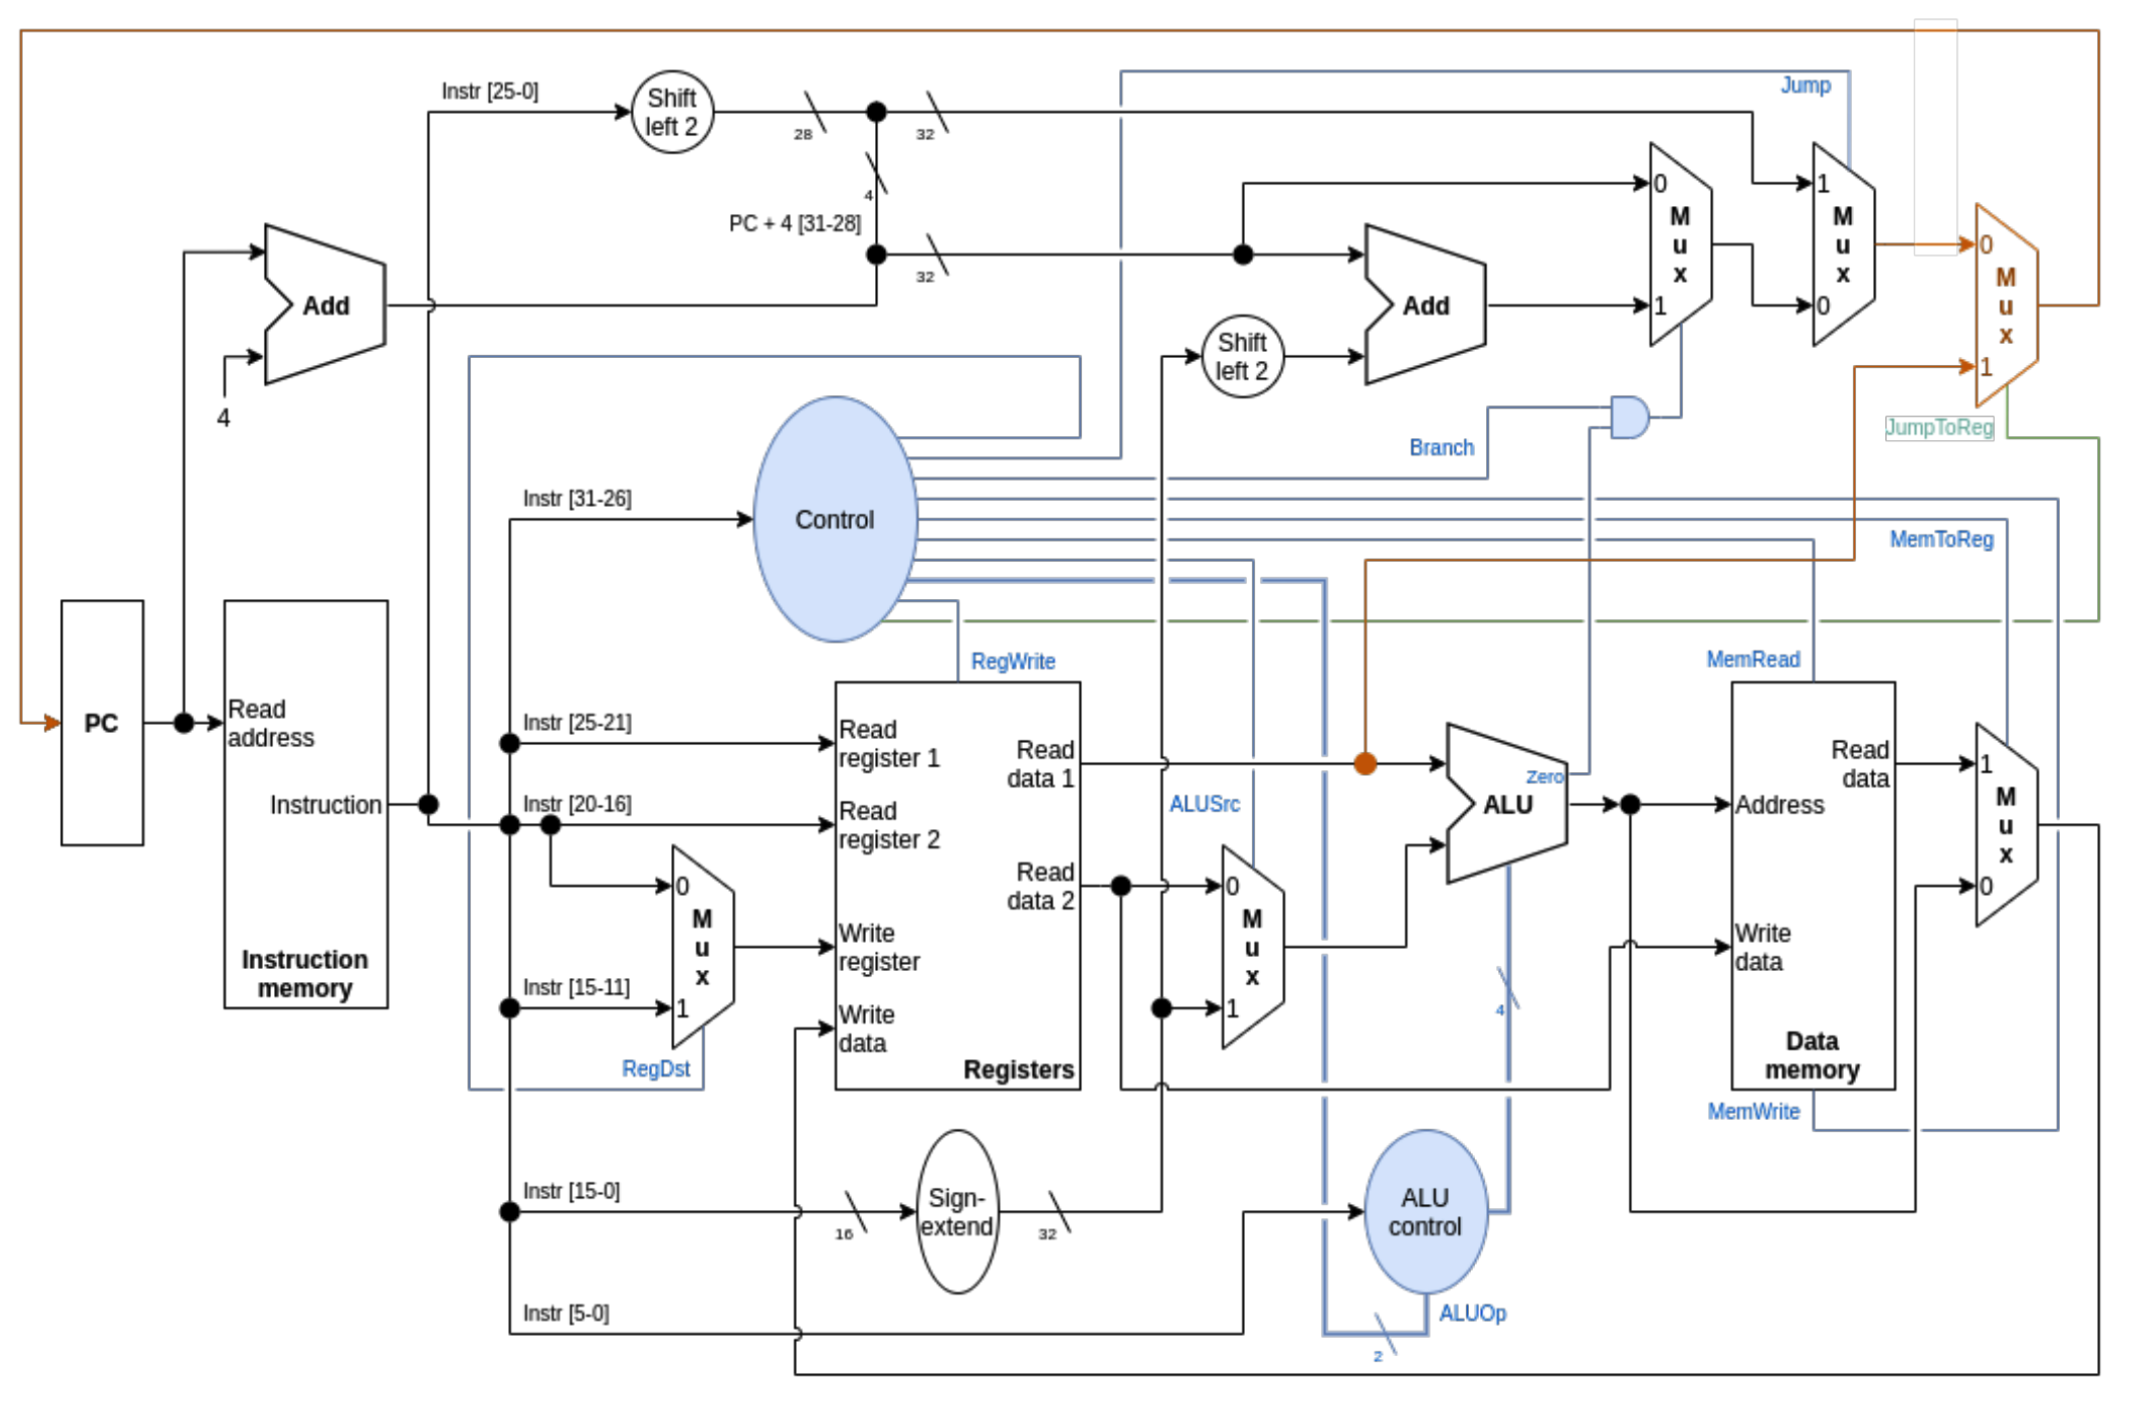 Instr [25-0]
Shift
left 2
28
32
Jump
4
PC + 4 [31-28]
32
0
M
u
x
1
1
M
u
x
0
0
M
u
x
1
Add
4
Add
Shift
left 2
JumpToReg
Branch
Instr [31-26]
Control
MemToReg
RegWrite
MemRead
PC
Read
address
Instruction
Instruction
memory
Instr [25-21]
Instr [20-16]
Instr [15-11]
0
M
u
x
1
RegDst
Read
register 1
Read
register 2
Write
register
Write
data
Read
data 1
Read
data 2
Registers
ALUSrc
0
M
u
x
1
Zero
ALU
4
Address
Read
data
Write
data
Data
memory
MemWrite
1
M
u
x
0
Instr [15-0]
16
Sign-
extend
32
ALU
control
Instr [5-0]
ALUOp
2